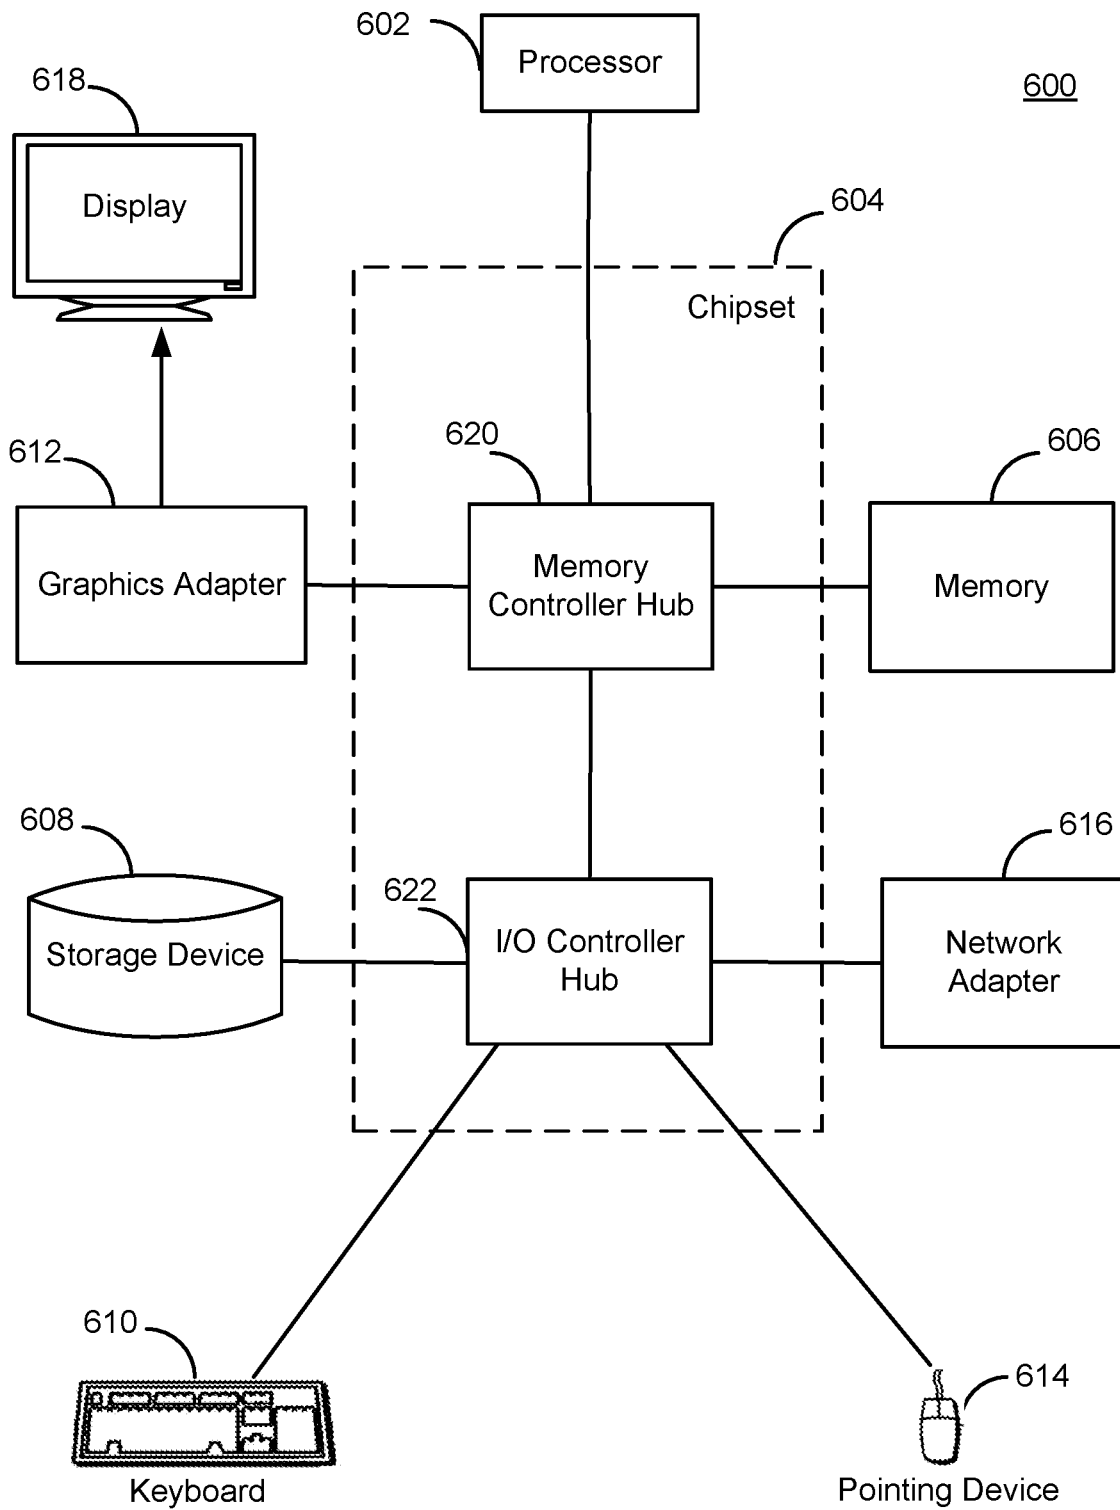 602
Processor
600
618
Display
604
Chipset
612
620
606
Graphics Adapter
Memory
Controller Hub
Memory
608
622
616
Storage Device
I/O Controller
Hub
Network
Adapter
610
614
Keyboard
Pointing Device